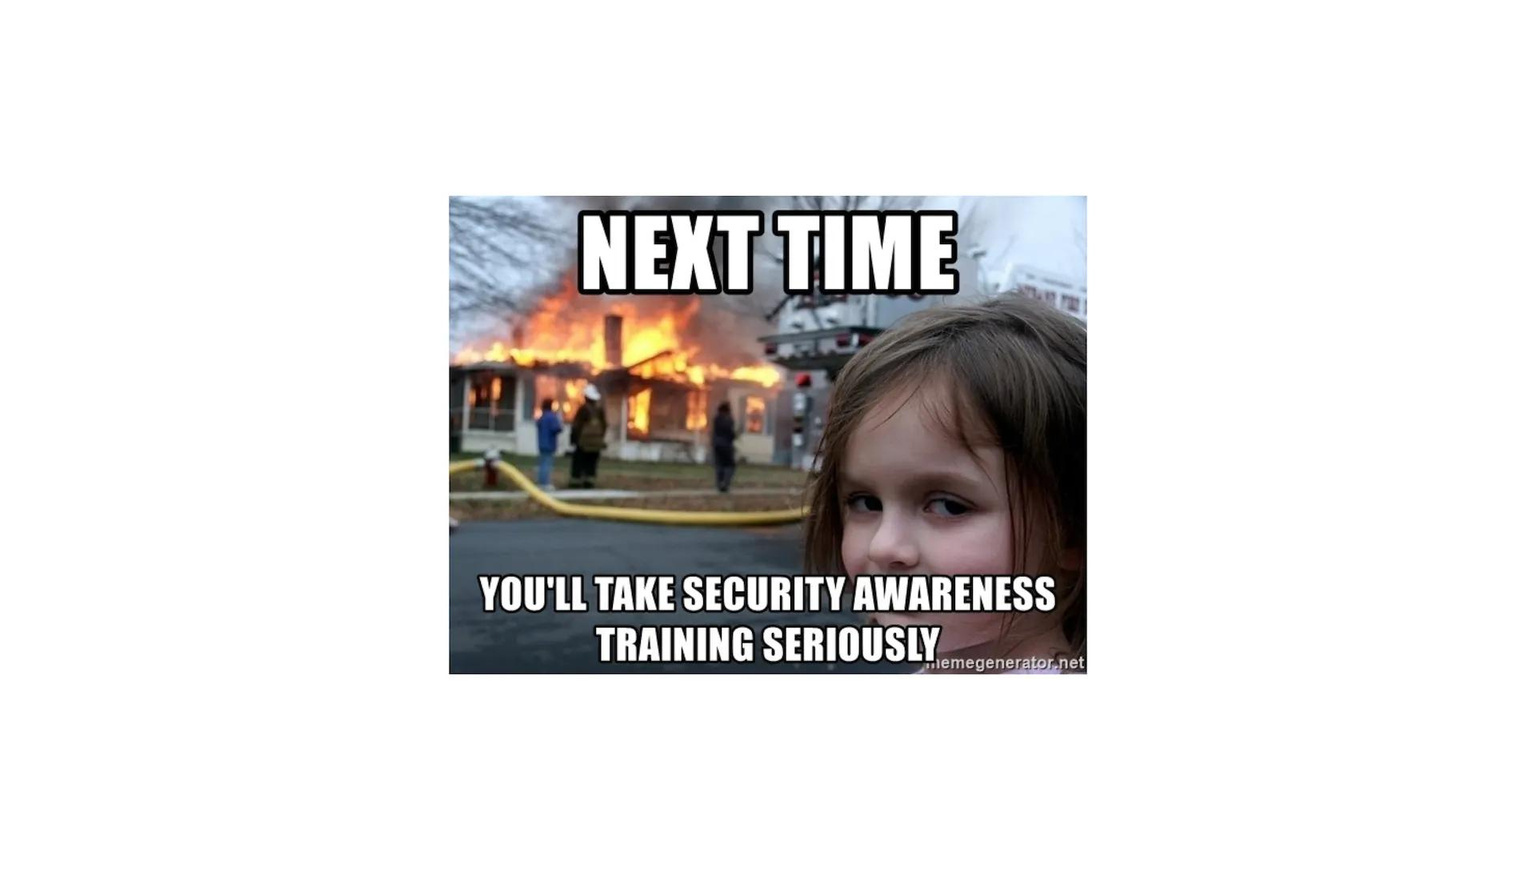 NEXT TIME
YOU'LL TAKE SECURITY AWARENESS
TRAINING SERIOUSLY
memegenerator.net